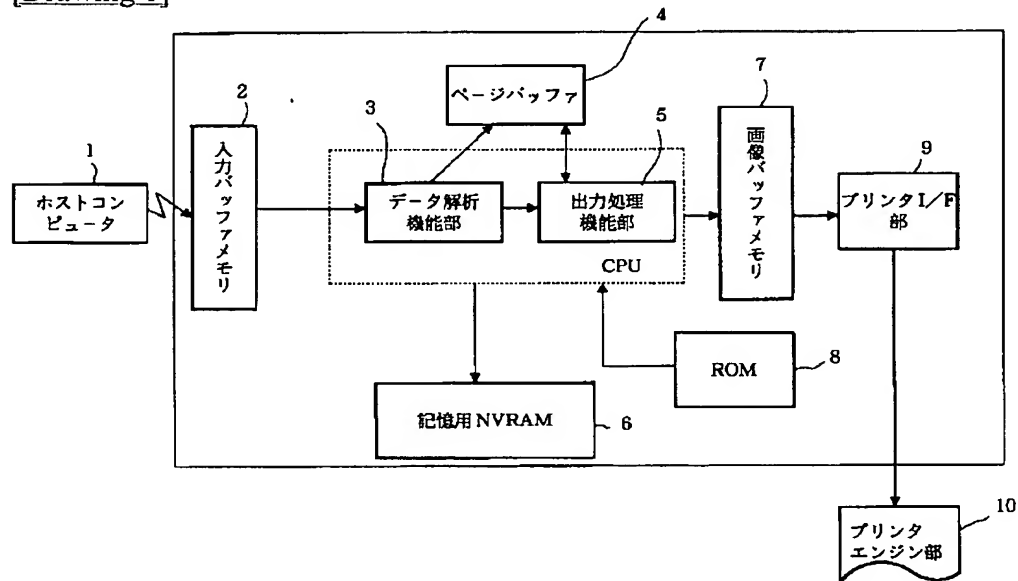 4
ページバッファ
7
2
3
5
1
画像バッファメモリ
9
入力バッファメモリ
ホストコン
ピュータ
データ解析
機能部
出力処理
機能部
プリンタI／F
部
CPU
ROM
8
記憶用NVRAM
6
プリンタ
エンジン部
10